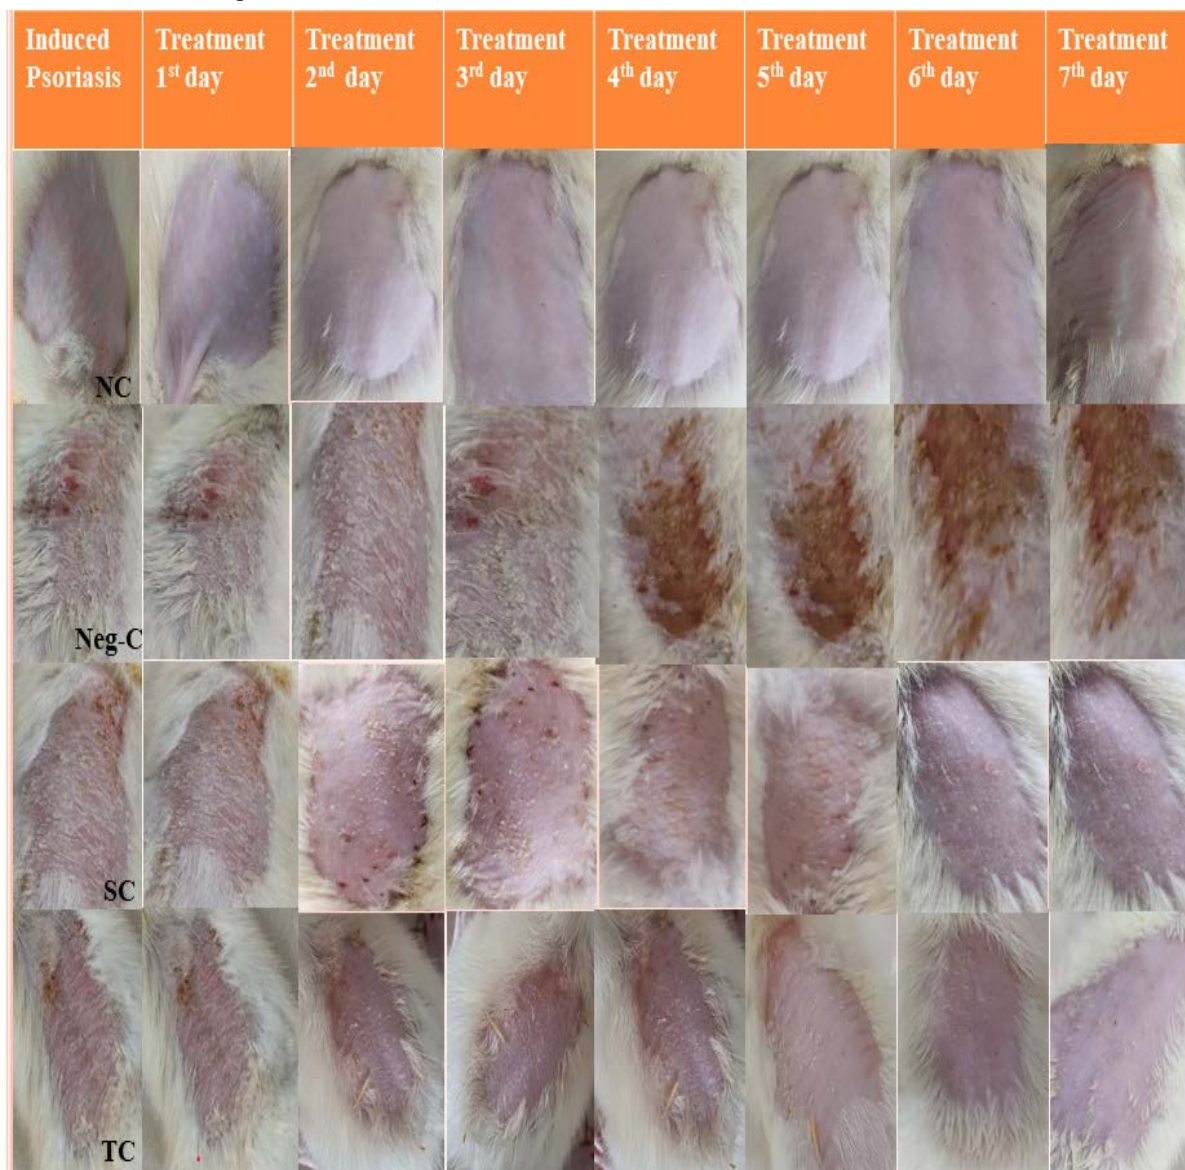 Induced
Psoriasis
Treatment
1st day
Treatment
2nd day
Treatment
3rd day
Treatment
4th day
Treatment
5th day
Treatment
6th day
Treatment
7th day
NC
Neg-C
SC
TC